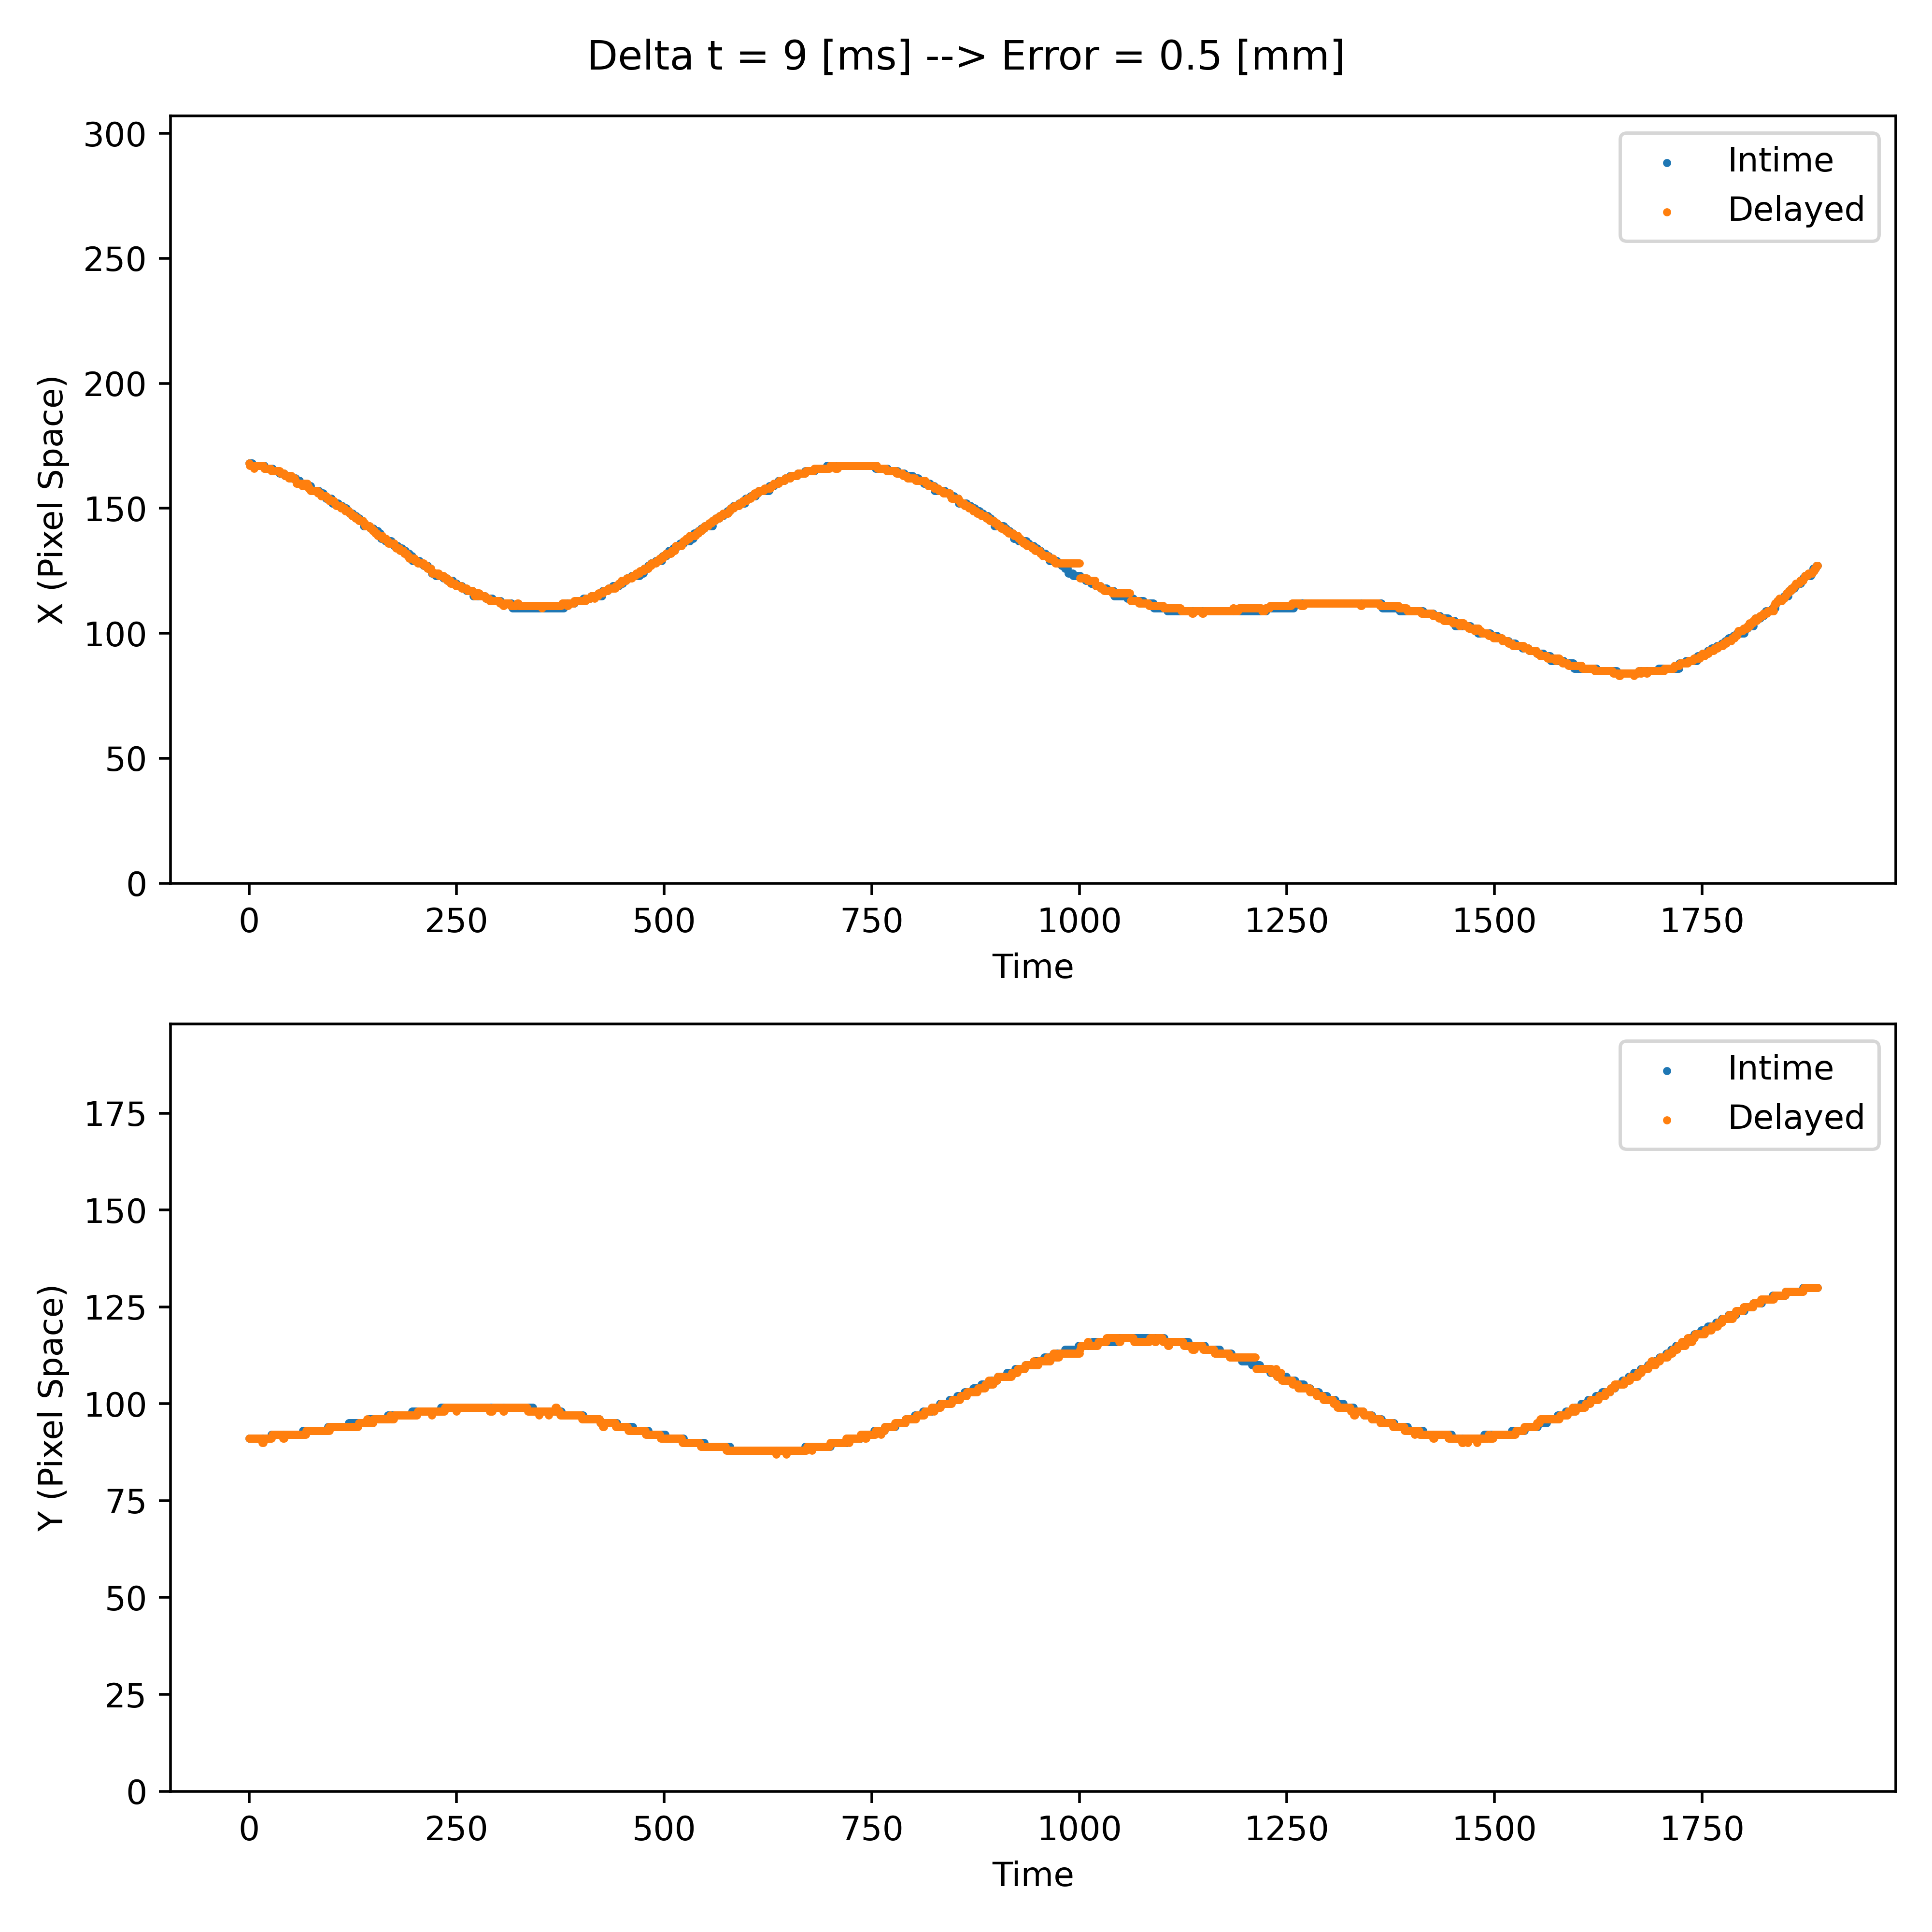 Delta t = 9 [ms] --> Error = 0.5 [mm]
300
250
200
150
100
50
0
X (Pixel Space)
Intime
Delayed
0 250 500 750 1000 1250 1500 1750
Time
175
150
125
100
75
50
25
0
Y (Pixel Space)
Intime
Delayed
0 250 500 750 1000 1250 1500 1750
Time